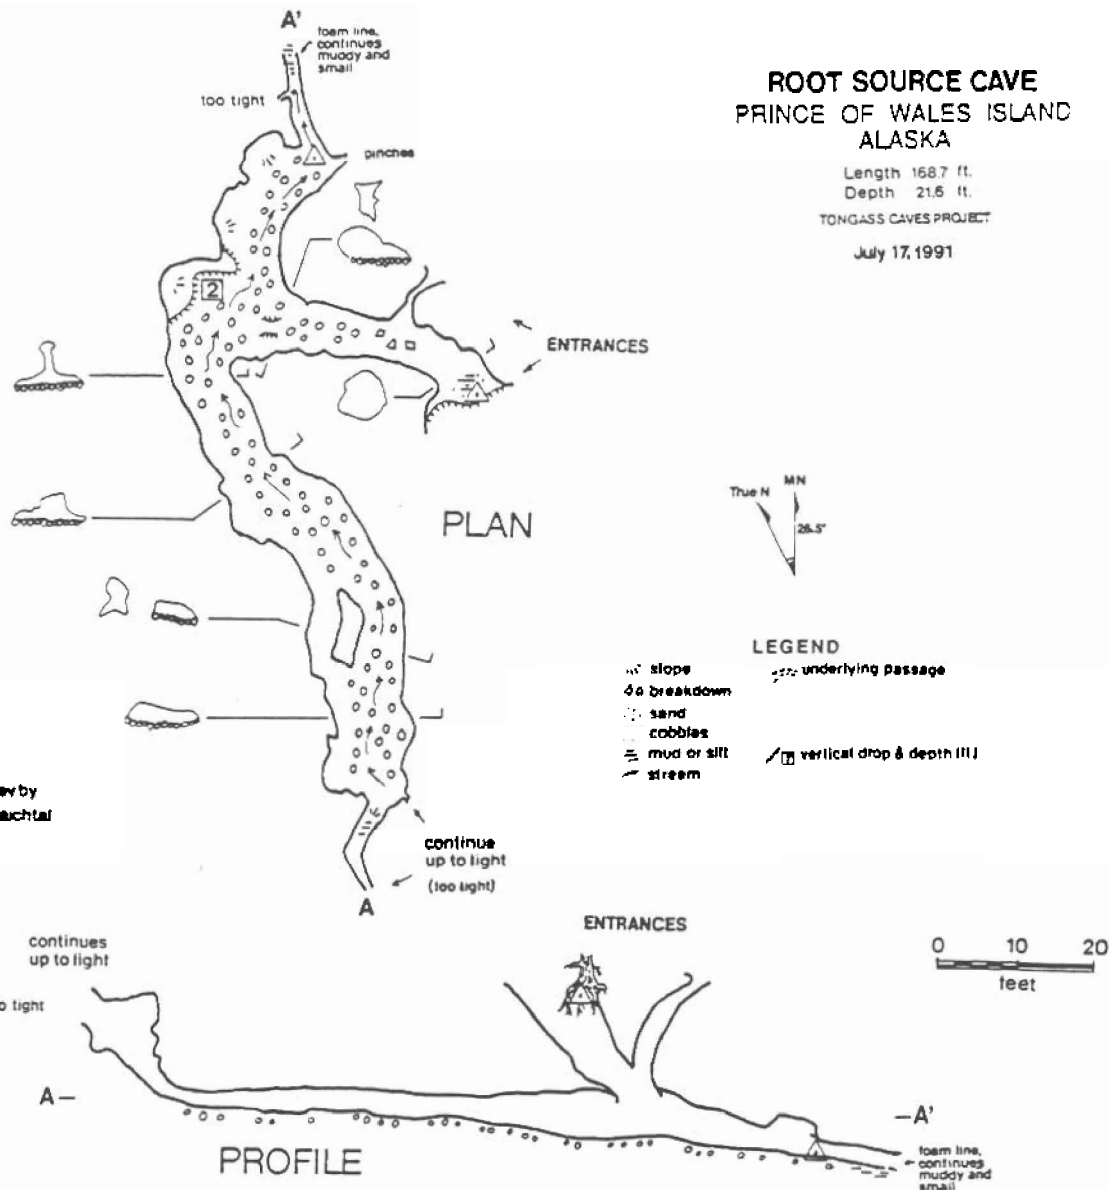 A'
foam line,
continues
muddy and
small
too tight
pinches
ROOT SOURCE CAVE
PRINCE OF WALES ISLAND
ALASKA
Length 168.7 ft.
Depth 21.6 ft.
TONGASS CAVES PROJECT
July 17, 1991
2
ENTRANCES
PLAN
True N
MN
26.5°
LEGEND
slope
underlying passage
breakdown
sand
cobbles
mud or silt
vertical drop & depth (ft.)
stream
continue
up to light
(too tight)
A
continues
up to light
tight
ENTRANCES
0 10 20
feet
A–
–A'
PROFILE
foam line,
continues
muddy and
small